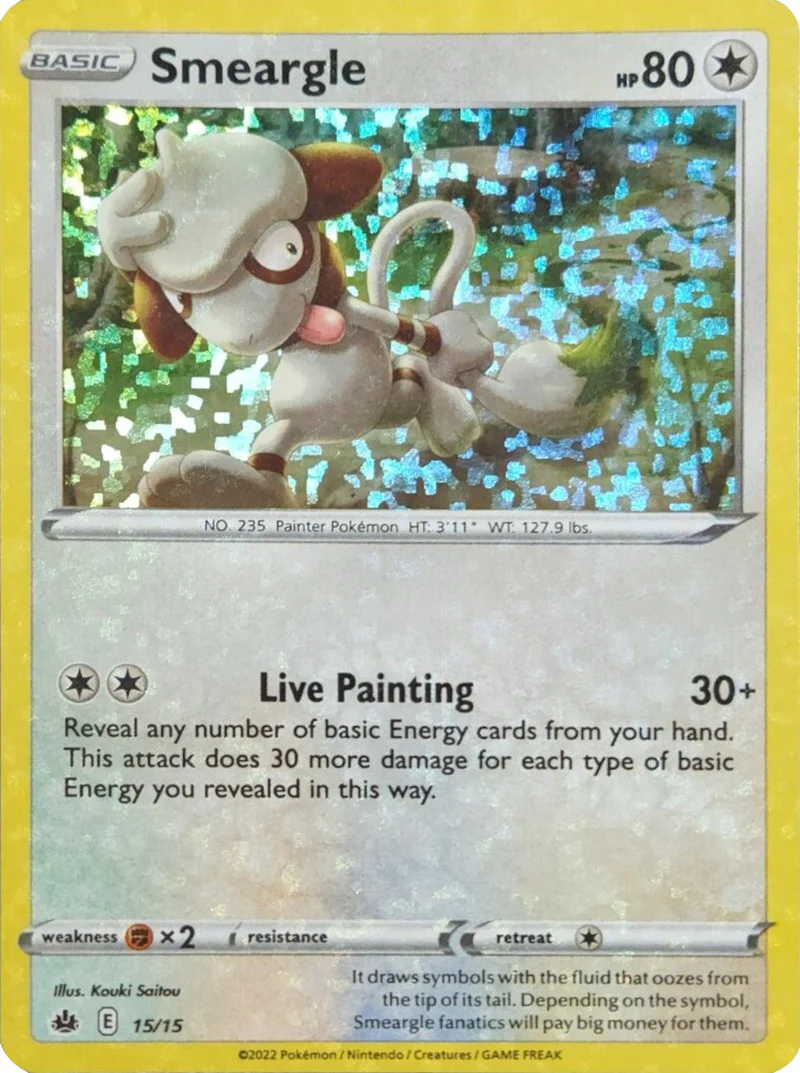 BASIC Smeargle HP 80
NO. 235 Painter Pokémon HT: 3'11" WT: 127.9 lbs.
Live Painting 30+
Reveal any number of basic Energy cards from your hand.
This attack does 30 more damage for each type of basic
Energy you revealed in this way.
weakness ×2 resistance retreat
Illus. Kouki Saitou
It draws symbols with the fluid that oozes from
the tip of its tail. Depending on the symbol,
Smeargle fanatics will pay big money for them.
E 15/15
©2022 Pokémon / Nintendo / Creatures / GAME FREAK